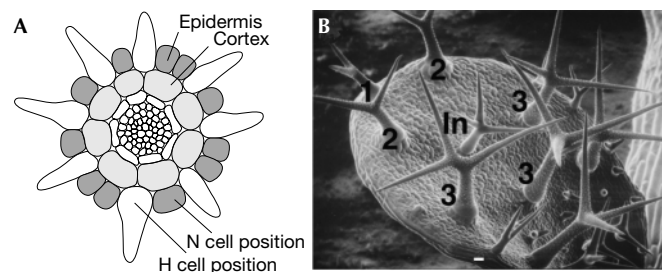 A
Epidermis
Cortex
N cell position
H cell position
B
1
2
2
In
3
3
3